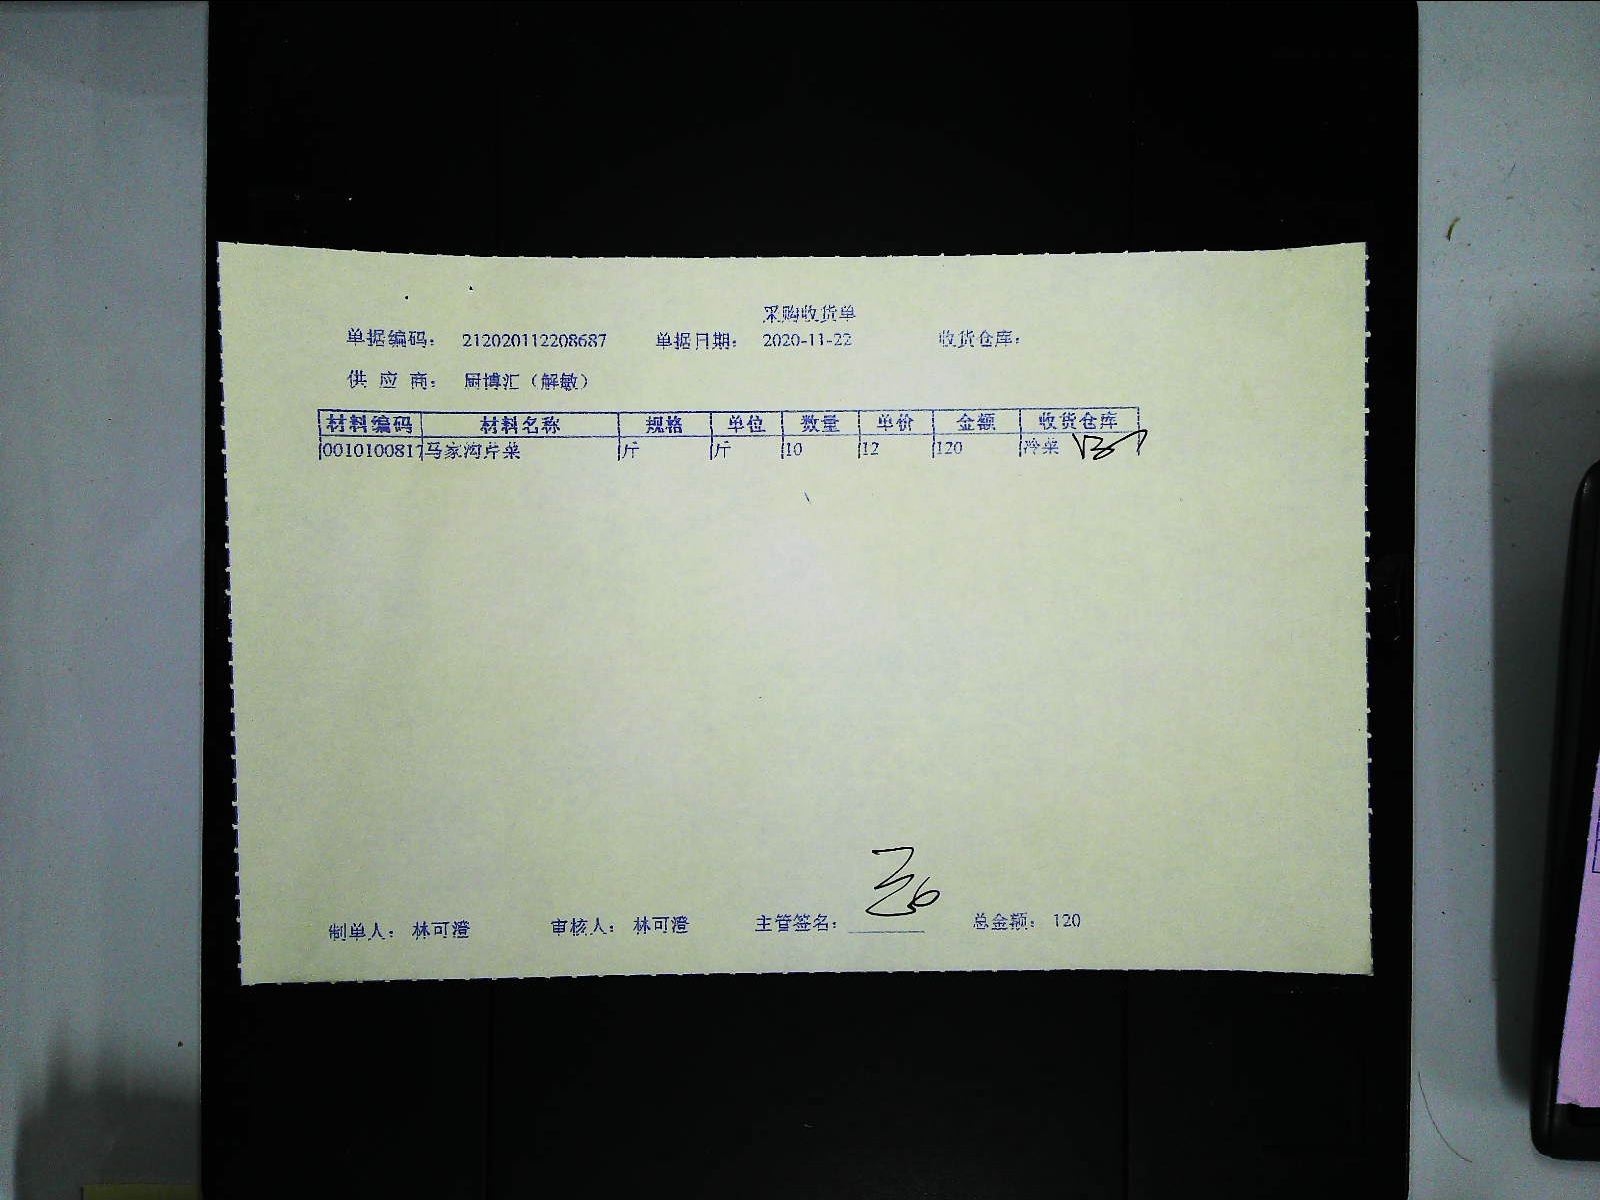 采购收货单
单据编码： 212020112208687 单据日期： 2020-11-22 收货仓库：
供应商： 厨博汇（解敏）
材料编码 材料名称 规格 单位 数量 单价 金额 收货仓库
0010100817 马家沟芹菜 斤 斤 10 12 120 冷菜
制单人： 林可澄 审核人： 林可澄 主管签名： 总金额： 120